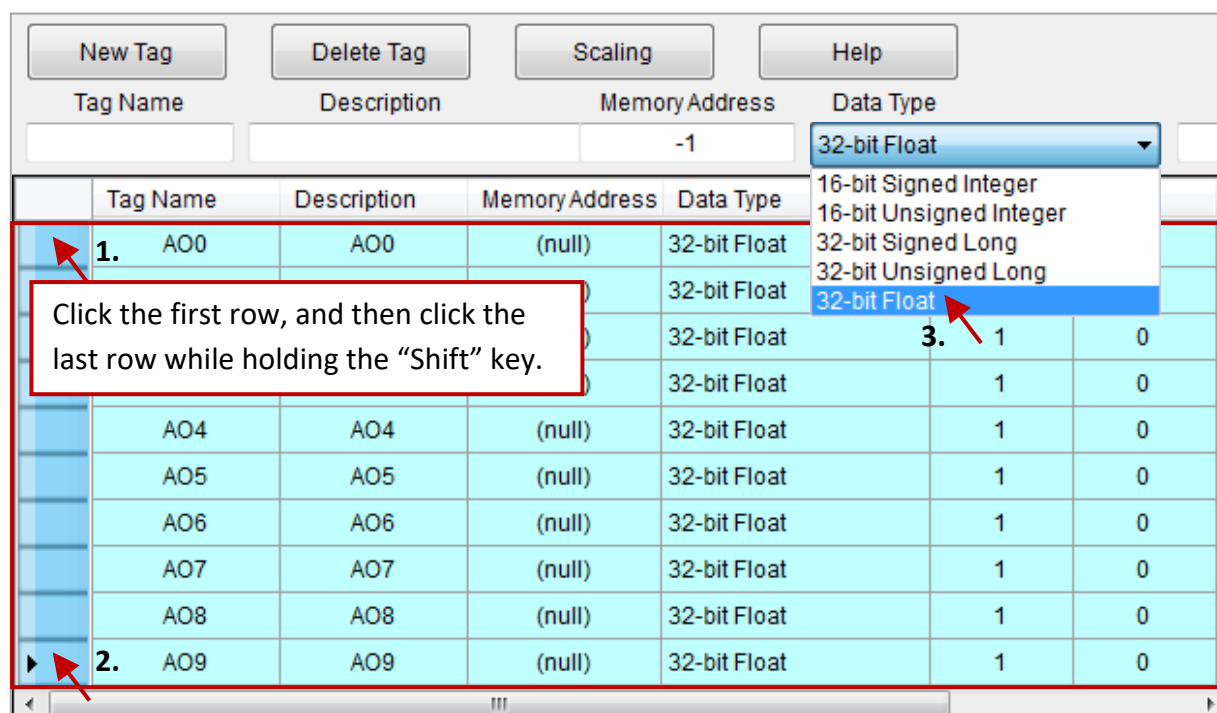 New Tag Delete Tag Scaling Help
Tag Name Description Memory Address Data Type
-1 32-bit Float
16-bit Signed Integer
16-bit Unsigned Integer
32-bit Signed Long
32-bit Unsigned Long
32-bit Float
Tag Name Description Memory Address Data Type
1. AO0 AO0 (null) 32-bit Float
) 32-bit Float
Click the first row, and then click the
last row while holding the “Shift” key.
) 32-bit Float 3. 1 0
) 32-bit Float 1 0
AO4 AO4 (null) 32-bit Float 1 0
AO5 AO5 (null) 32-bit Float 1 0
AO6 AO6 (null) 32-bit Float 1 0
AO7 AO7 (null) 32-bit Float 1 0
AO8 AO8 (null) 32-bit Float 1 0
2. AO9 AO9 (null) 32-bit Float 1 0